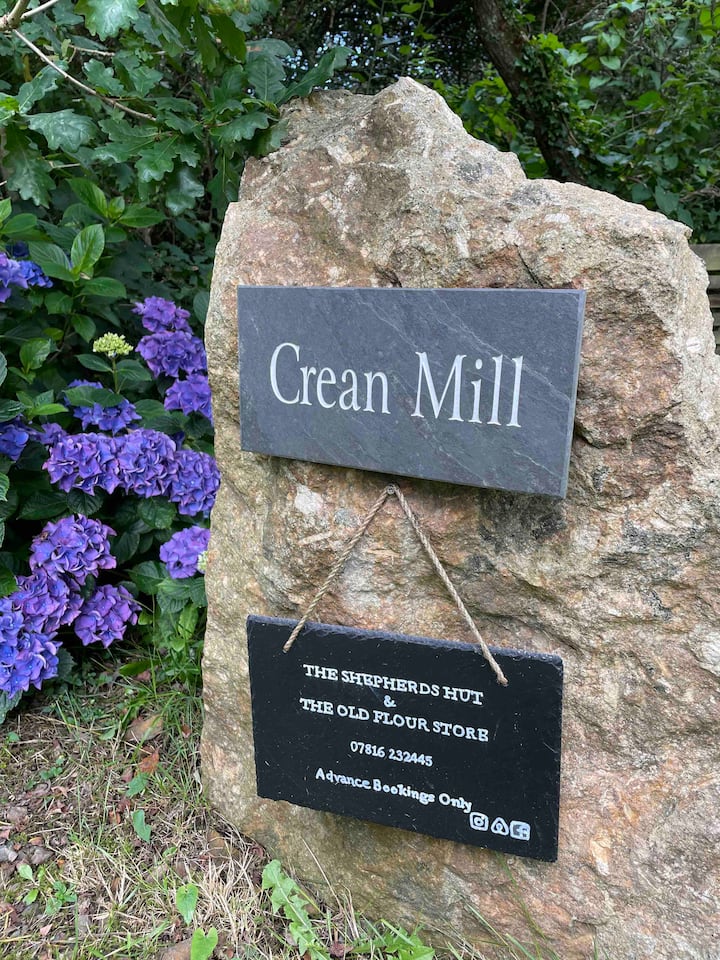 Crean Mill
THE SHEPHERDS HUT
&
THE OLD FLOUR STORE
07816 232445
Advance Bookings Only